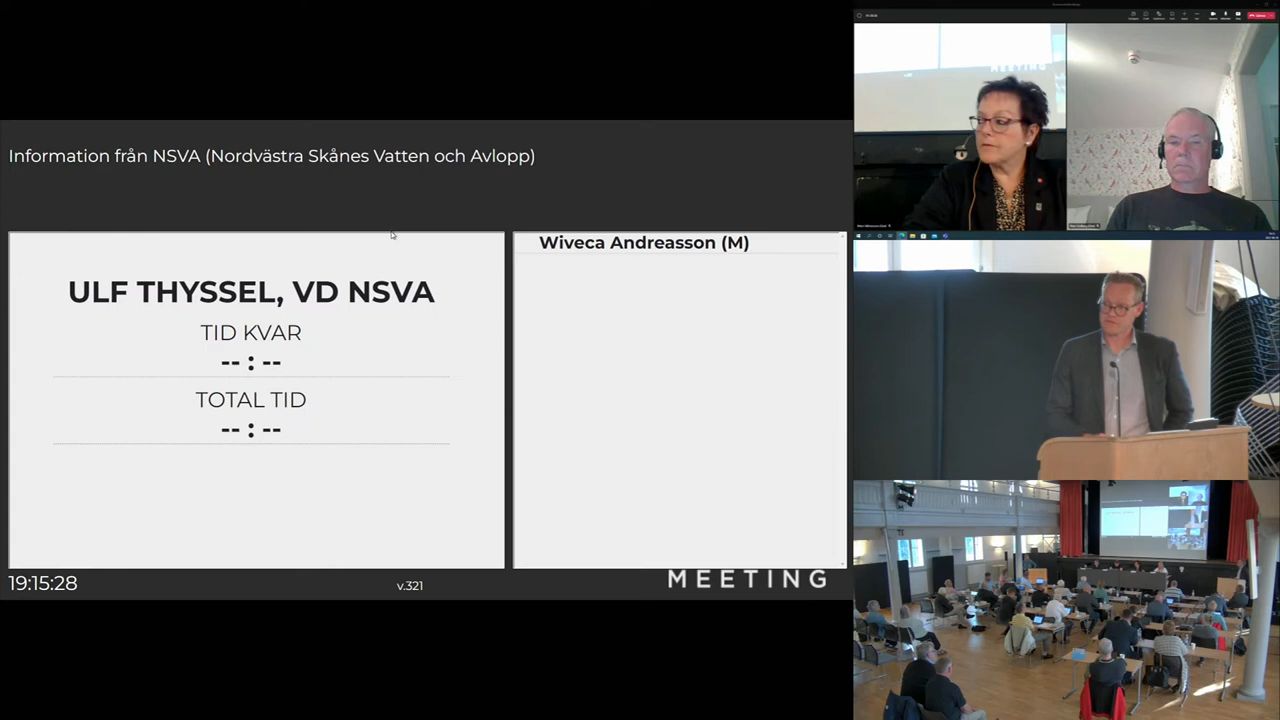 Information från NSVA (Nordvästra Skånes Vatten och Avlopp)
ULF THYSSEL, VD NSVA
TID KVAR
-- : --
TOTAL TID
-- : --
Wiveca Andreasson (M)
19:15:28
v.321
MEETING
MEETING